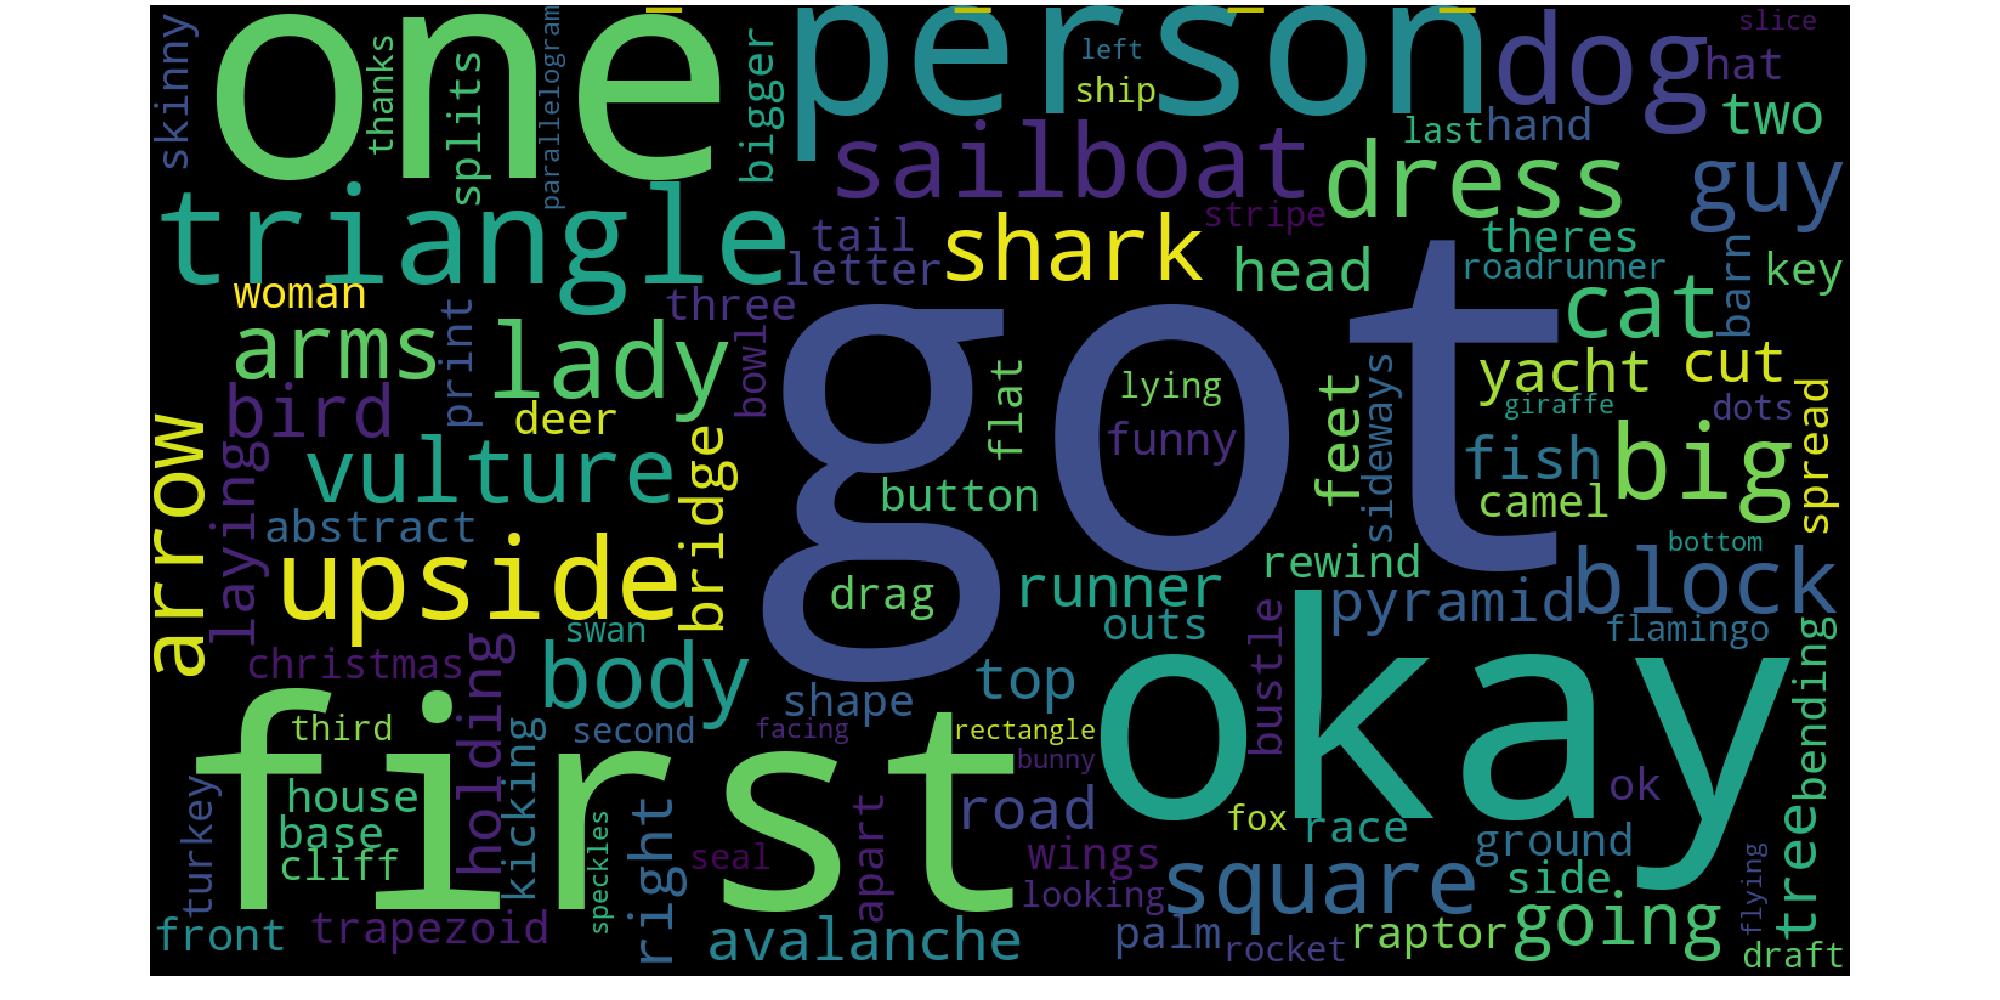 one
person
dog
slice
skinny
thanks
splits
parallelogram
bigger
left
ship
hat
two
last
hand
sailboat
dress
guy
triangle
tail
letter
shark
stripe
head
theres
roadrunner
barn
key
woman
print
three
arms
lady
bowl
got
cat
yacht
cut
bird
deer
flat
lying
funny
feet
sideways
giraffe
dots
spread
arrow
laying
vulture
bridge
button
fish
camel
big
abstract
upside
drag
runner
outs
rewind
pyramid
block
bottom
flamingo
swan
christmas
holding
body
shape
top
bustle
okay
bending
first
third
kicking
second
facing
rectangle
bunny
turkey
house
base
cliff
speckles
right
seal
apart
road
wings
looking
fox
race
ok
ground
square
side
tree
flying
front
trapezoid
avalanche
palm
rocket
raptor
going
draft